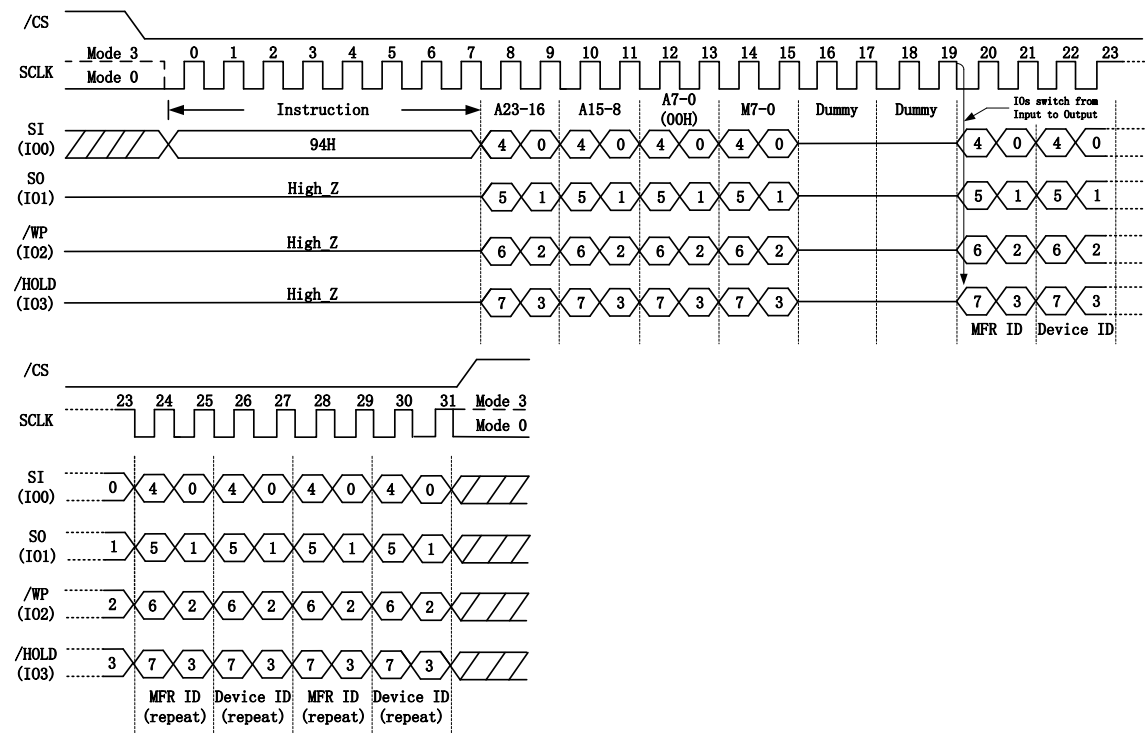 /CS
Mode 3 0 1 2 3 4 5 6 7 8 9 10 11 12 13 14 15 16 17 18 19 20 21 22 23
SCLK
Mode 0
Instruction A23-16 A15-8 A7-0 (00H) M7-0 Dummy Dummy IOs switch from Input to Output
SI (IO0) 94H 4 0 4 0 4 0 4 0 4 0 4 0
SO (IO1) High_Z 5 1 5 1 5 1 5 1 5 1 5 1
/WP (IO2) High_Z 6 2 6 2 6 2 6 2 6 2 6 2
/HOLD (IO3) High_Z 7 3 7 3 7 3 7 3 7 3 7 3
MFR ID Device ID
/CS
23 24 25 26 27 28 29 30 31 Mode 3
SCLK
Mode 0
SI (IO0) 0 4 0 4 0 4 0 4 0
SO (IO1) 1 5 1 5 1 5 1 5 1
/WP (IO2) 2 6 2 6 2 6 2 6 2
/HOLD (IO3) 3 7 3 7 3 7 3 7 3
MFR ID Device ID MFR ID Device ID
(repeat) (repeat) (repeat) (repeat)